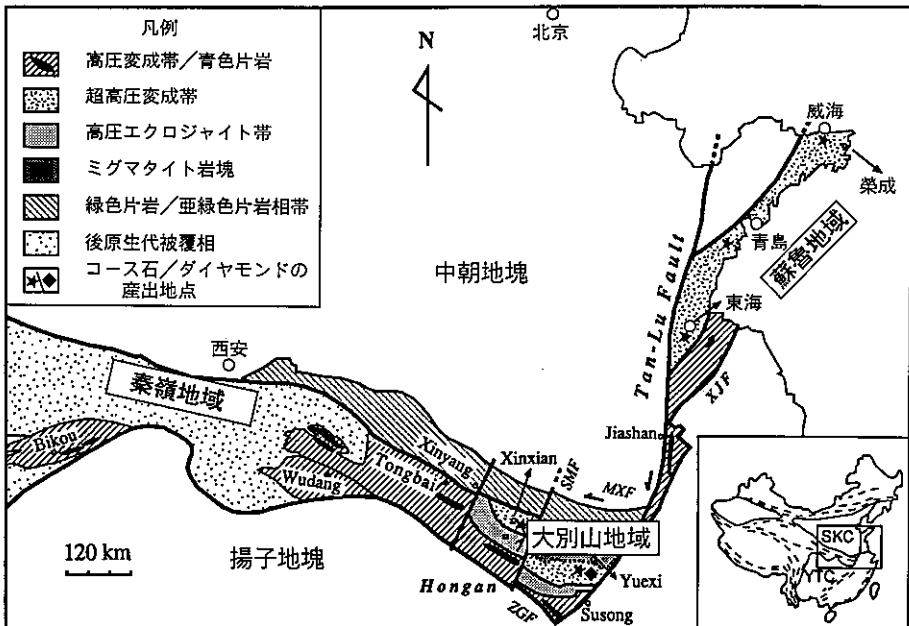 凡例
高圧変成帯／青色片岩
超高圧変成帯
高圧エクロジャイト帯
ミグマタイト岩塊
緑色片岩／亜緑色片岩相帯
後原生代被覆相
コース石／ダイヤモンドの
産出地点
N
北京
威海
榮成
青島
蘇魯地域
中朝地塊
Tan-Lu Fault
東海
XJF
西安
秦嶺地域
Jiashan
Bikou
Xinyang
Xinxian
Tongbai
SMF
MXF
Wudang
大別山地域
120 km
揚子地塊
Hongan
Yuexi
ZGF
Susong
SKC
YTC